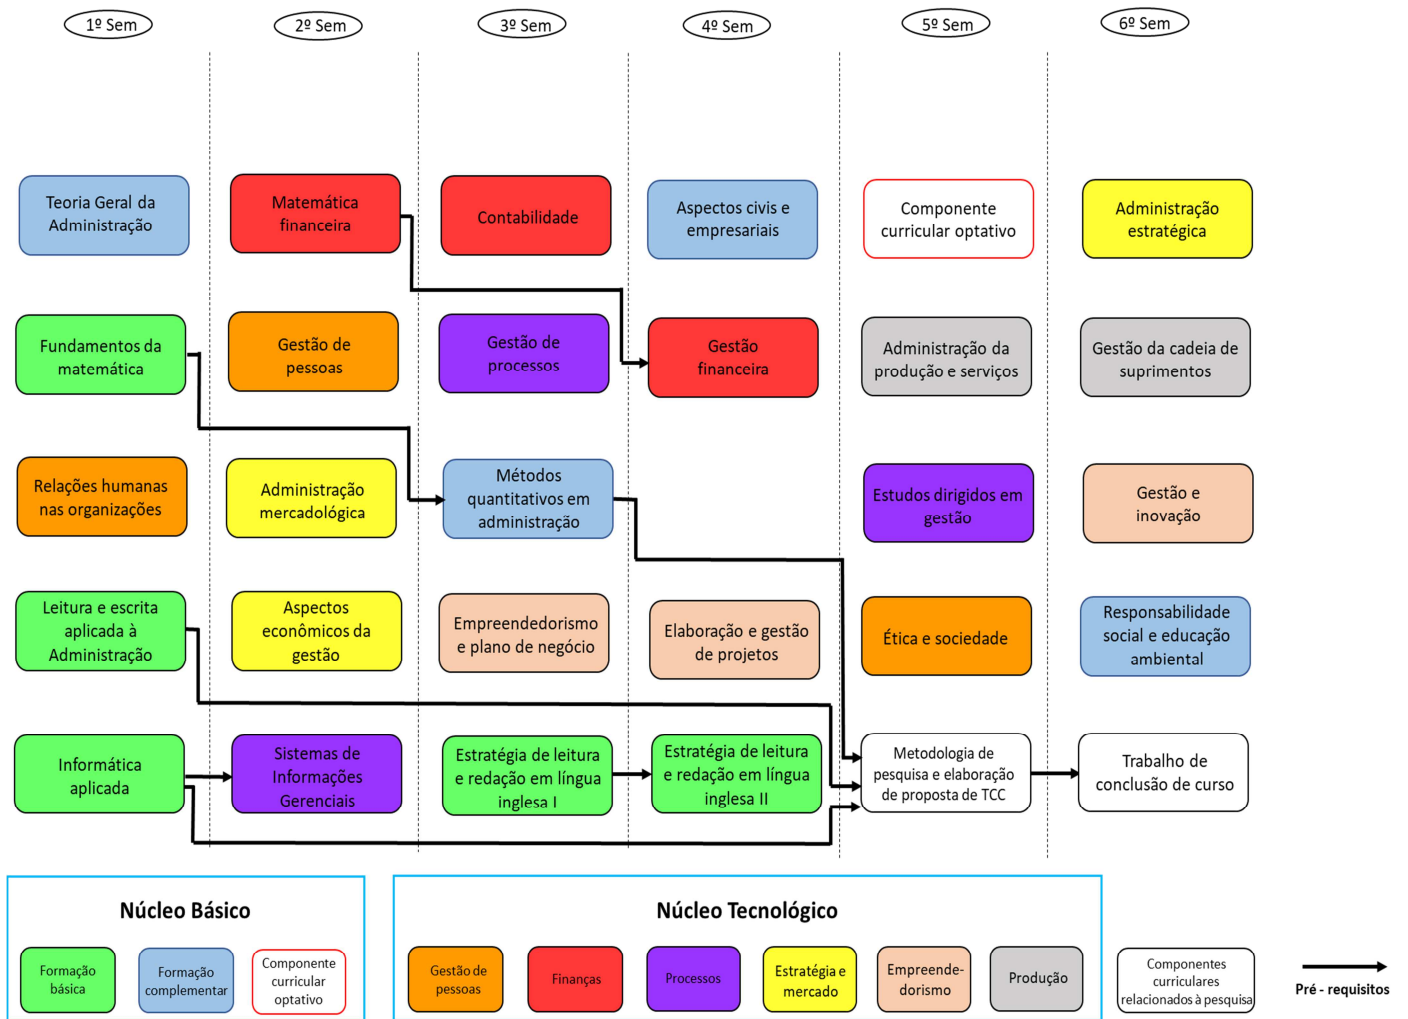 1º Sem
2º Sem
3º Sem
4º Sem
5º Sem
6º Sem
Teoria Geral da
Administração
Matemática
financeira
Contabilidade
Aspectos civis e
empresariais
Componente
curricular optativo
Administração
estratégica
Fundamentos da
matemática
Gestão de
pessoas
Gestão de
processos
Gestão
financeira
Administração da
produção e serviços
Gestão da cadeia de
suprimentos
Relações humanas
nas organizações
Administração
mercadológica
Métodos
quantitativos em
administração
Estudos dirigidos em
gestão
Gestão e
inovação
Leitura e escrita
aplicada à
Administração
Aspectos
econômicos da
gestão
Empreendedorismo
e plano de negócio
Elaboração e gestão
de projetos
Ética e sociedade
Responsabilidade
social e educação
ambiental
Informática
aplicada
Sistemas de
Informações
Gerenciais
Estratégia de leitura
e redação em língua
inglesa I
Estratégia de leitura
e redação em língua
inglesa II
Metodologia de
pesquisa e elaboração
de proposta de TCC
Trabalho de
conclusão de curso
Núcleo Básico
Formação
básica
Formação
complementar
Componente
curricular
optativo
Núcleo Tecnológico
Gestão de
pessoas
Finanças
Processos
Estratégia e
mercado
Empreende-
dorismo
Produção
Componentes
curriculares
relacionados à pesquisa
Pré - requisitos